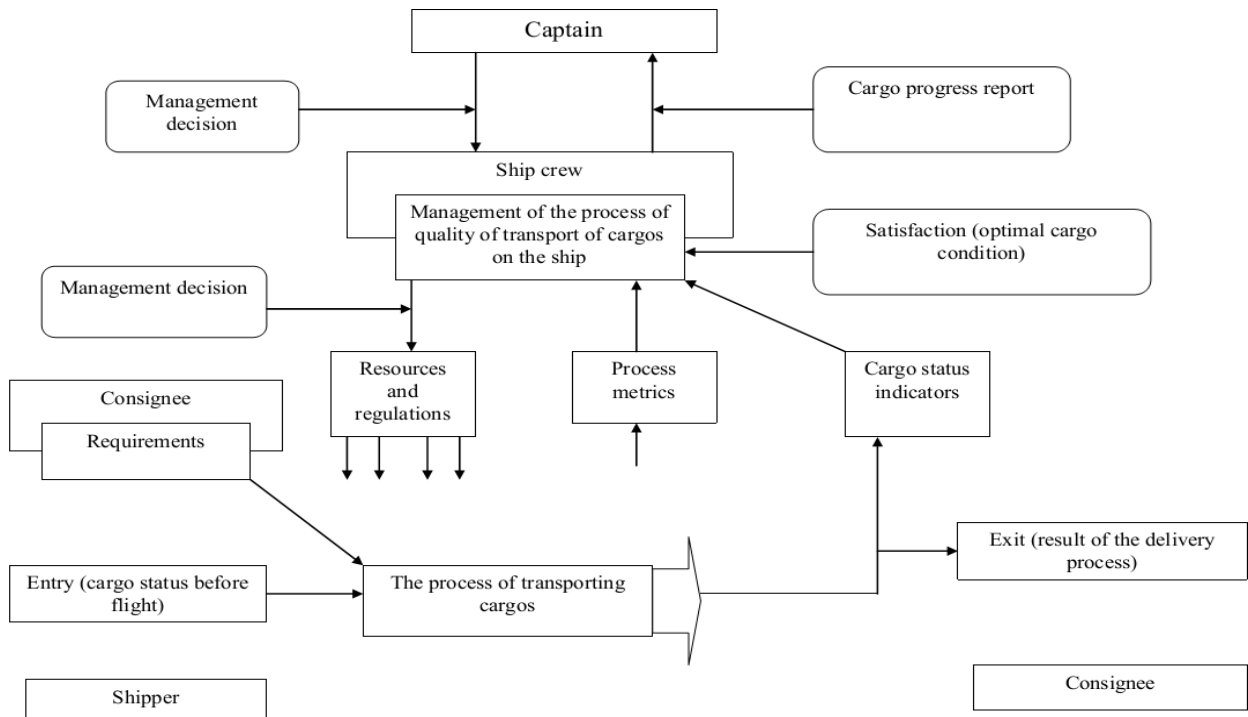 Captain
Management
decision
Cargo progress report
Ship crew
Management of the process of
quality of transport of cargos
on the ship
Satisfaction (optimal cargo
condition)
Management decision
Resources
and
regulations
Process
metrics
Cargo status
indicators
Consignee
Requirements
Entry (cargo status before
flight)
The process of transporting
cargos
Exit (result of the delivery
process)
Shipper
Consignee